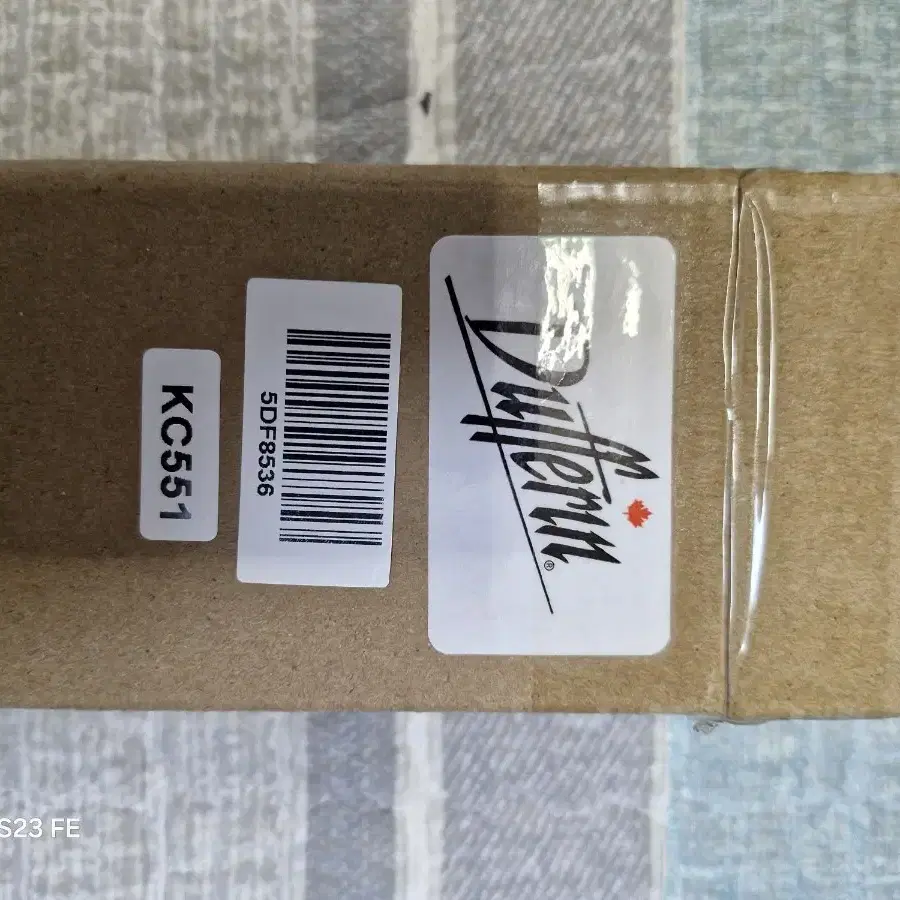 Dufferin®
5DF8536
KC551
S23 FE